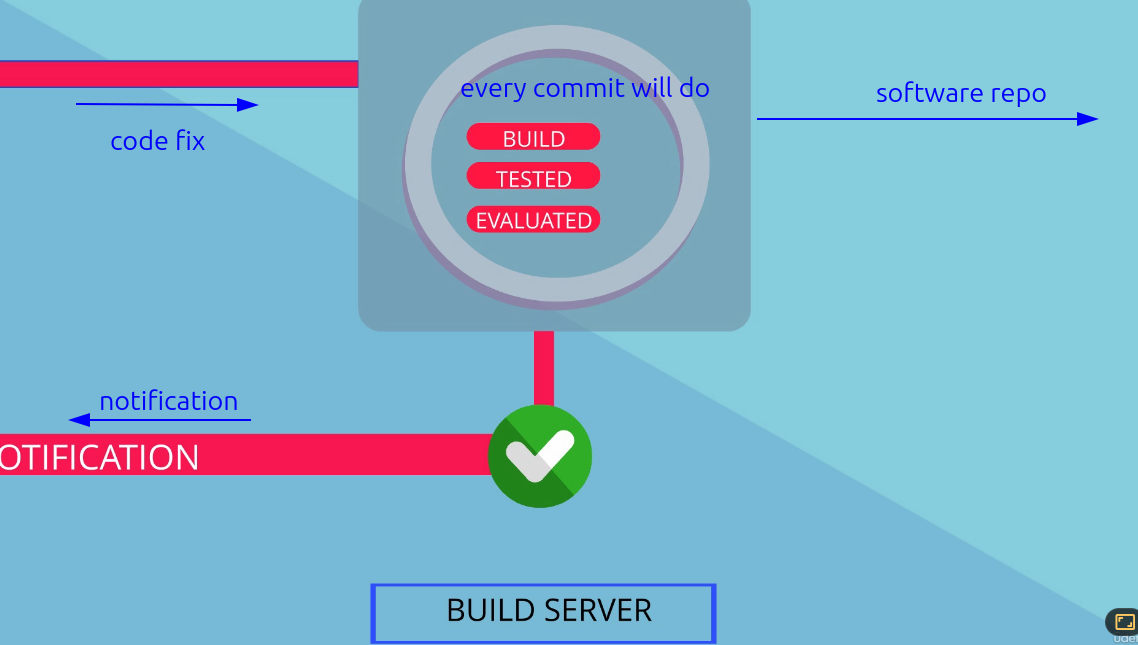 every commit will do
software repo
code fix
BUILD
TESTED
EVALUATED
notification
OTIFICATION
BUILD SERVER